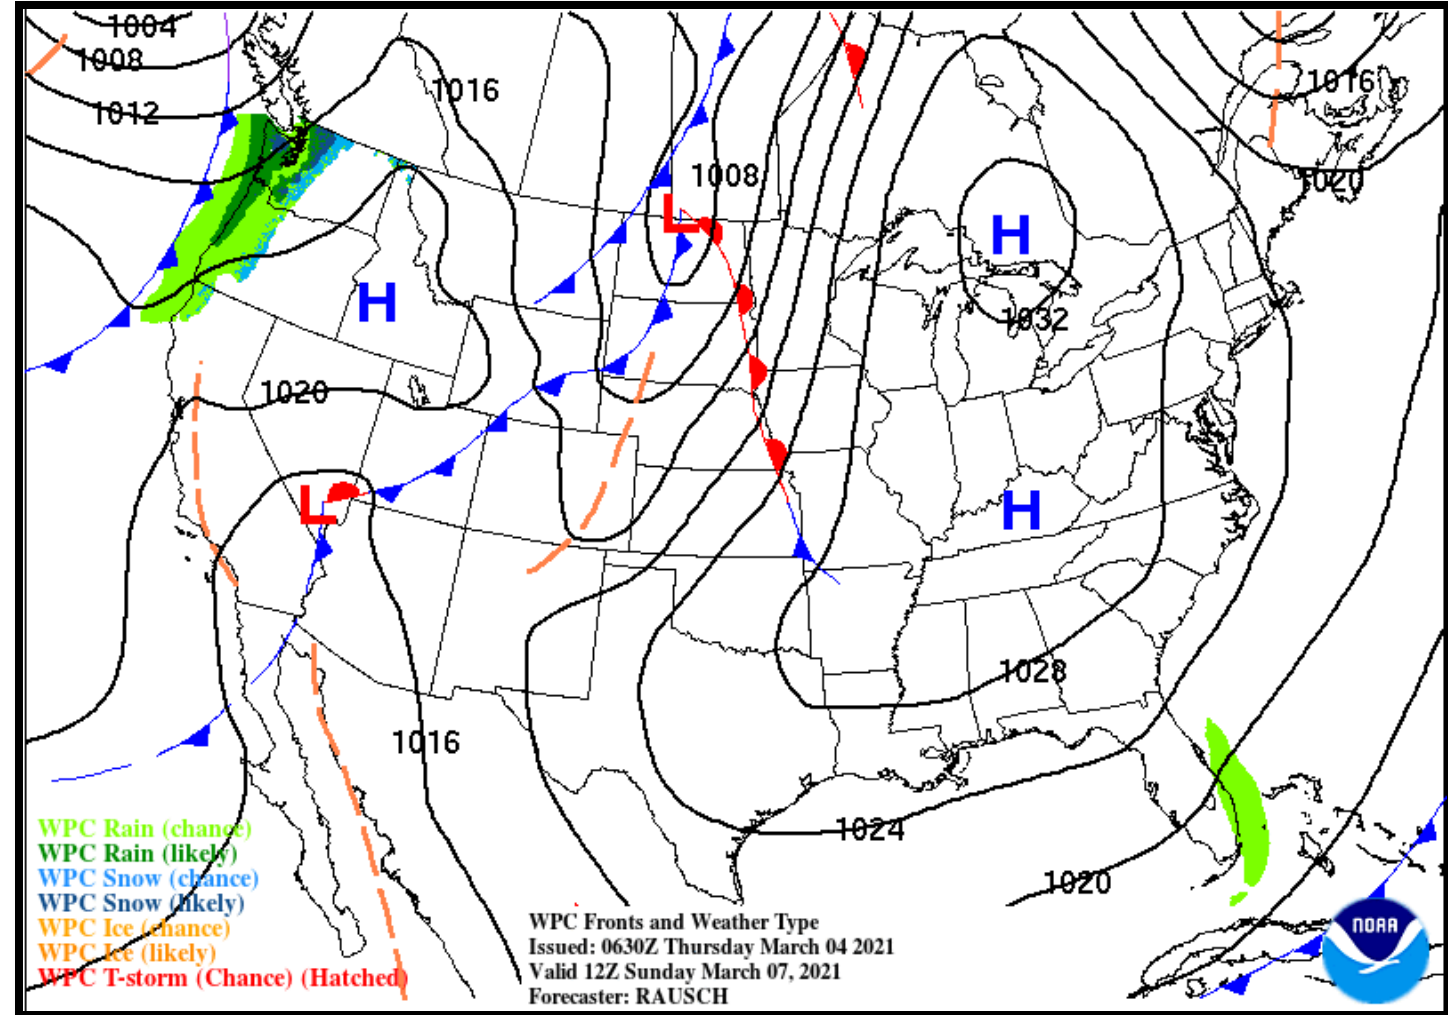 1004
1008
1012
1016
1016
1008
1020
H
L
H
1032
1020
L
H
1028
1016
1024
1020
WPC Rain (chance)
WPC Rain (likely)
WPC Snow (chance)
WPC Snow (likely)
WPC Ice (chance)
WPC Ice (likely)
WPC T-storm (Chance) (Hatched)
WPC Fronts and Weather Type
Issued: 0630Z Thursday March 04 2021
Valid 12Z Sunday March 07, 2021
Forecaster: RAUSCH
NOAA